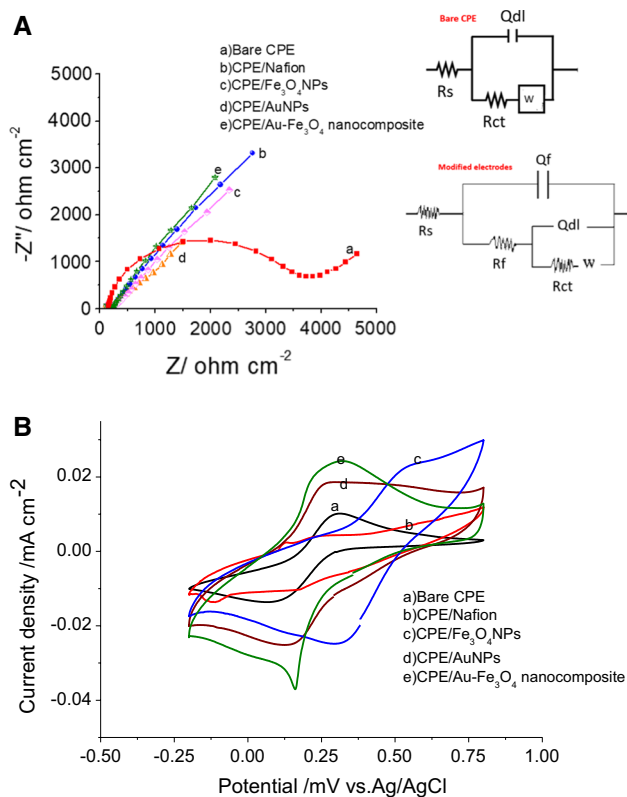 A
a)Bare CPE
b)CPE/Nafion
c)CPE/Fe₃O₄NPs
d)CPE/AuNPs
e)CPE/Au-Fe₃O₄ nanocomposite
5000
4000
3000
2000
1000
0
-Z"/ ohm cm⁻²
e
b
c
d
a
0 1000 2000 3000 4000 5000
Z/ ohm cm⁻²
Bare CPE
Qdl
Rs
Rct
W
Modified electrodes
Qf
Rs
Rf
Qdl
Rct
W
B
0.02
0.00
-0.02
-0.04
Current density /mA cm-2
e
c
d
a
b
a)Bare CPE
b)CPE/Nafion
c)CPE/Fe₃O₄NPs
d)CPE/AuNPs
e)CPE/Au-Fe₃O₄ nanocomposite
-0.50 -0.25 0.00 0.25 0.50 0.75 1.00
Potential /mV vs.Ag/AgCl